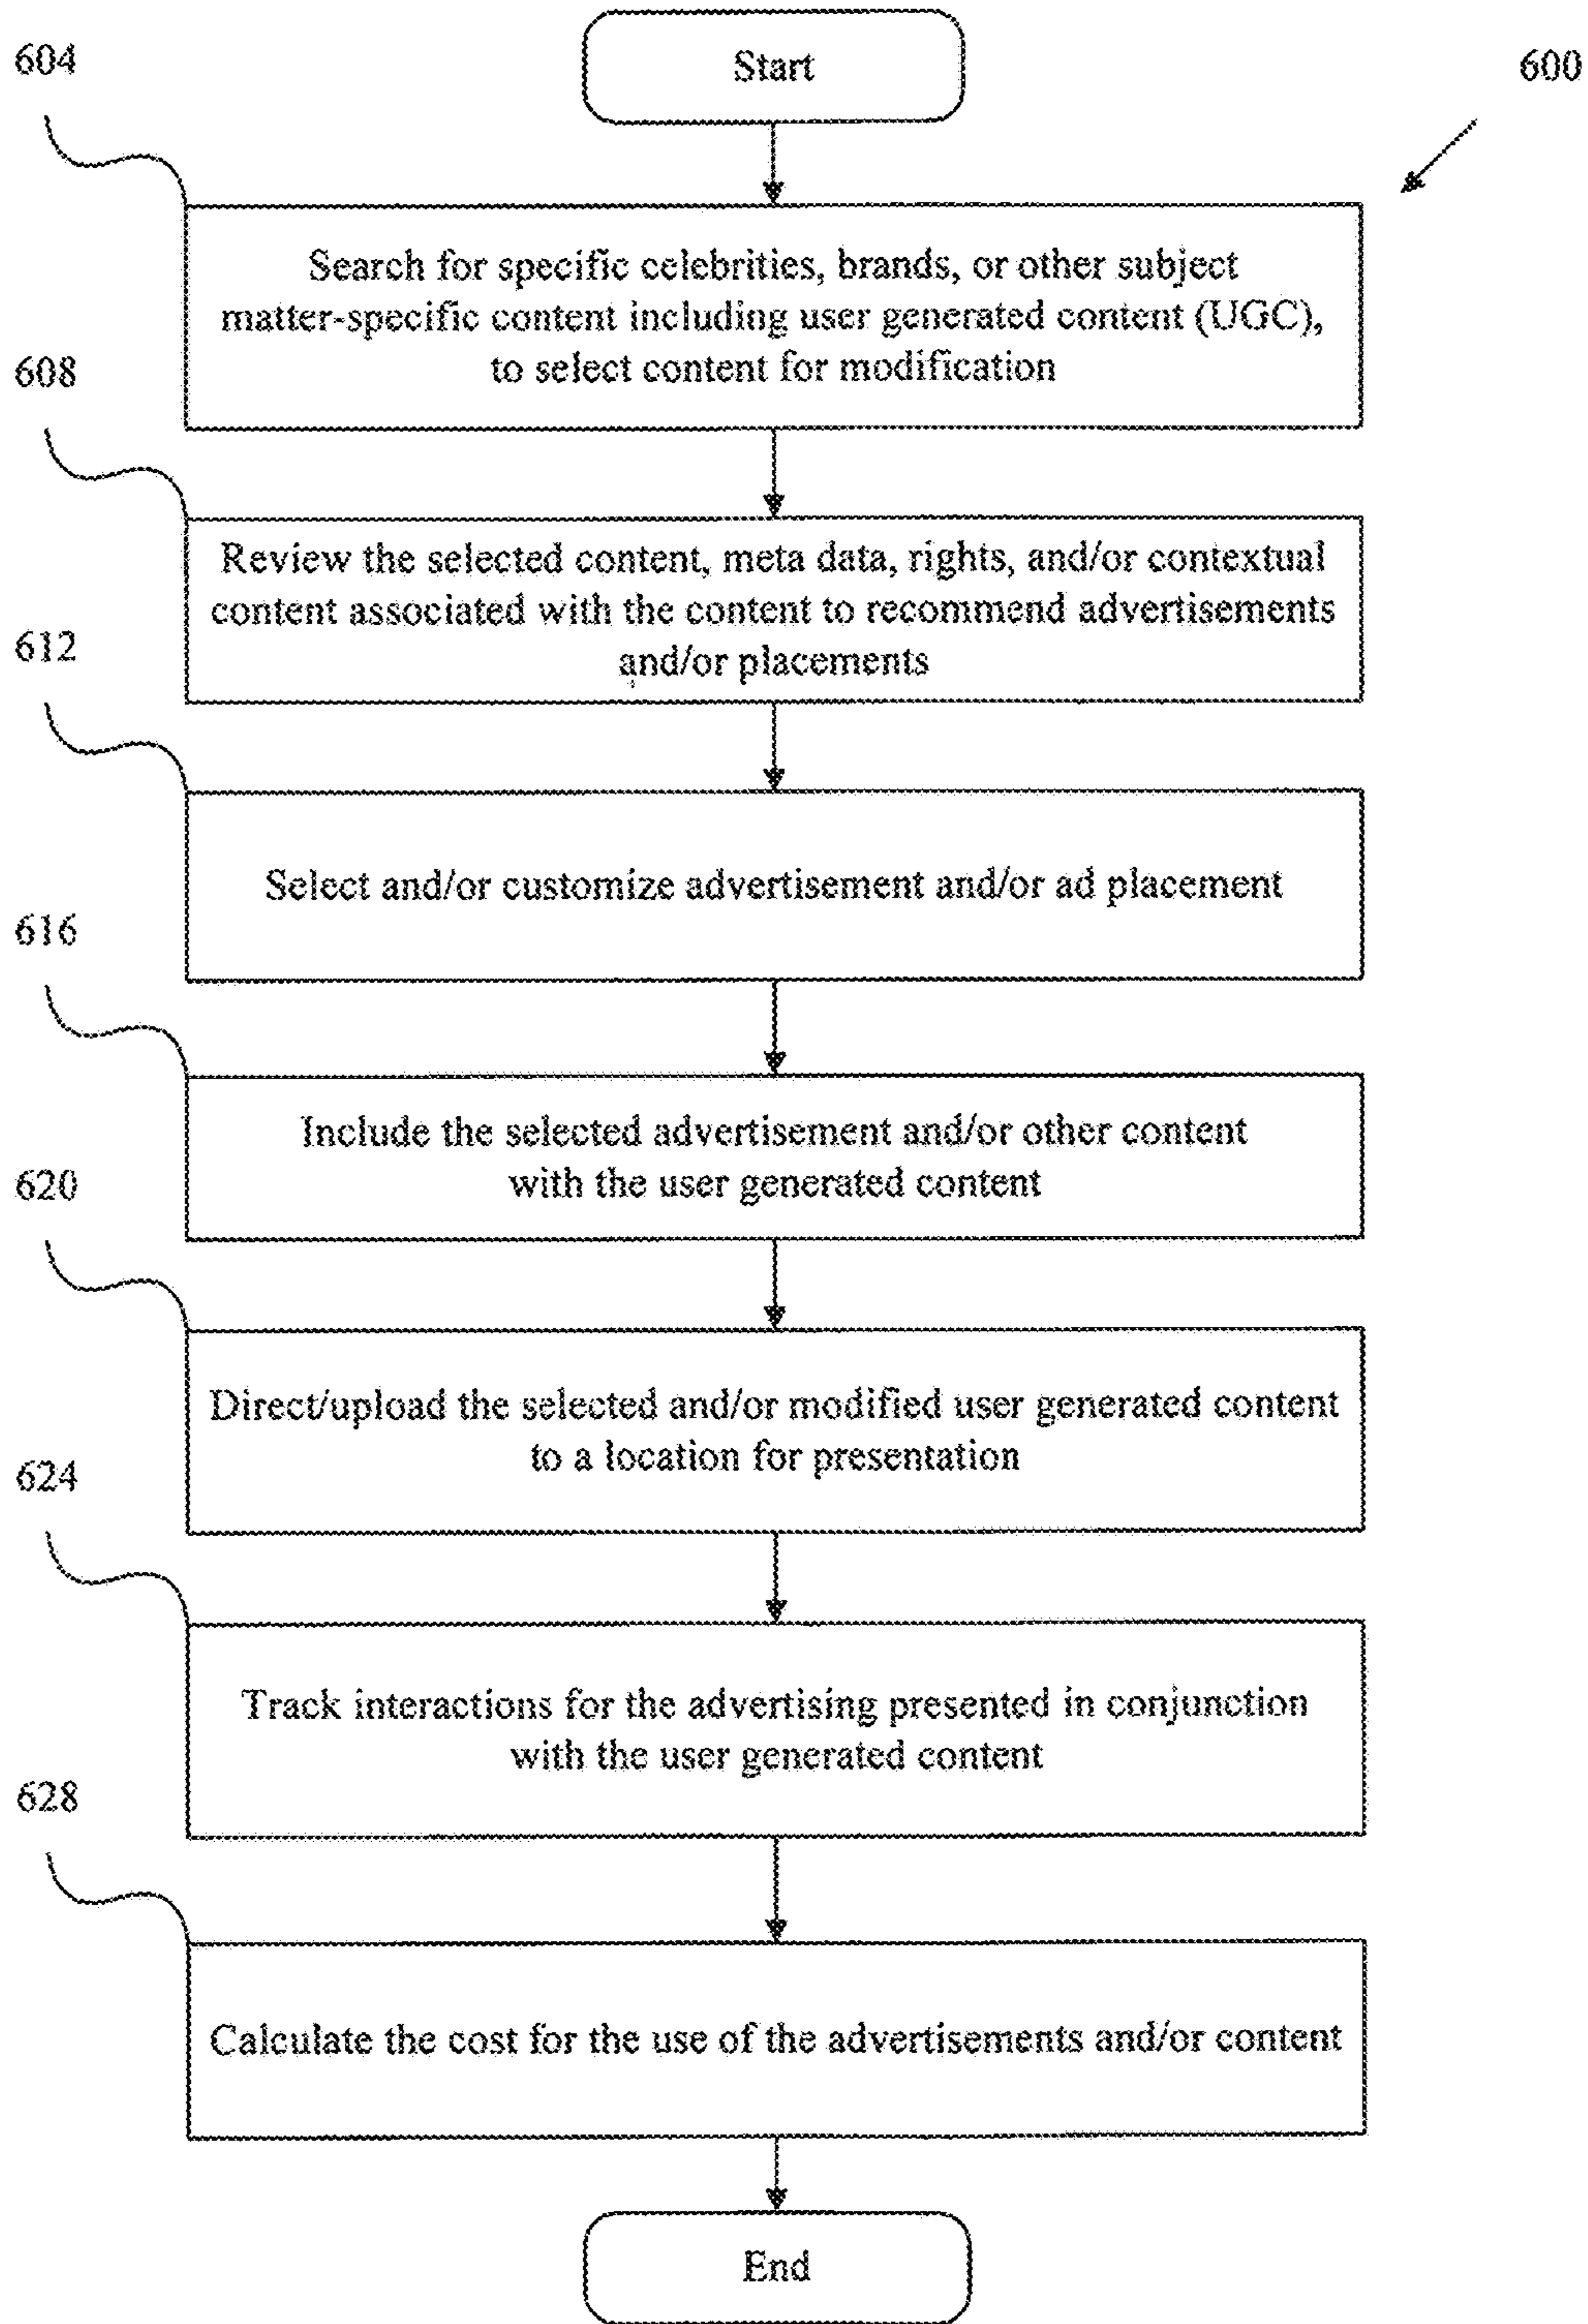 604
Start
600
Search for specific celebrities, brands, or other subject
matter-specific content including user generated content (UGC),
to select content for modification
608
Review the selected content, meta data, rights, and/or contextual
content associated with the content to recommend advertisements
and/or placements
612
Select and/or customize advertisement and/or ad placement
616
Include the selected advertisement and/or other content
with the user generated content
620
Direct/upload the selected and/or modified user generated content
to a location for presentation
624
Track interactions for the advertising presented in conjunction
with the user generated content
628
Calculate the cost for the use of the advertisements and/or content
End